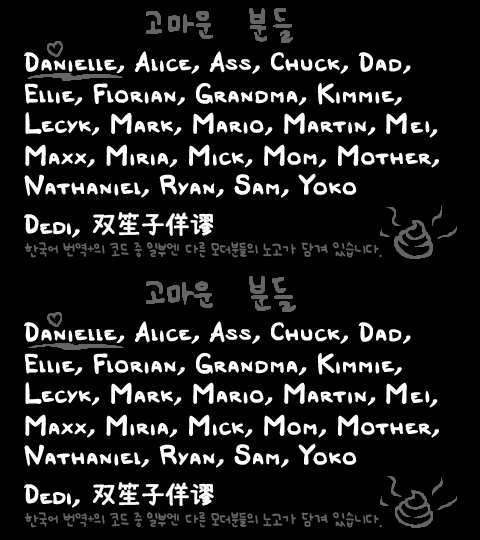 고마운 분들
Danielle, Alice, Ass, Chuck, Dad,
Ellie, Florian, Grandma, Kimmie,
Lecyk, Mark, Mario, Martin, Mei,
Maxx, Miria, Mick, Mom, Mother,
Nathaniel, Ryan, Sam, Yoko
Dedi, 双笙子佯谬
한국어 번역+의 코드 중 일부엔 다른 모더분들의 노고가 담겨 있습니다.
고마운 분들
Danielle, Alice, Ass, Chuck, Dad,
Ellie, Florian, Grandma, Kimmie,
Lecyk, Mark, Mario, Martin, Mei,
Maxx, Miria, Mick, Mom, Mother,
Nathaniel, Ryan, Sam, Yoko
Dedi, 双笙子佯谬
한국어 번역+의 코드 중 일부엔 다른 모더분들의 노고가 담겨 있습니다.